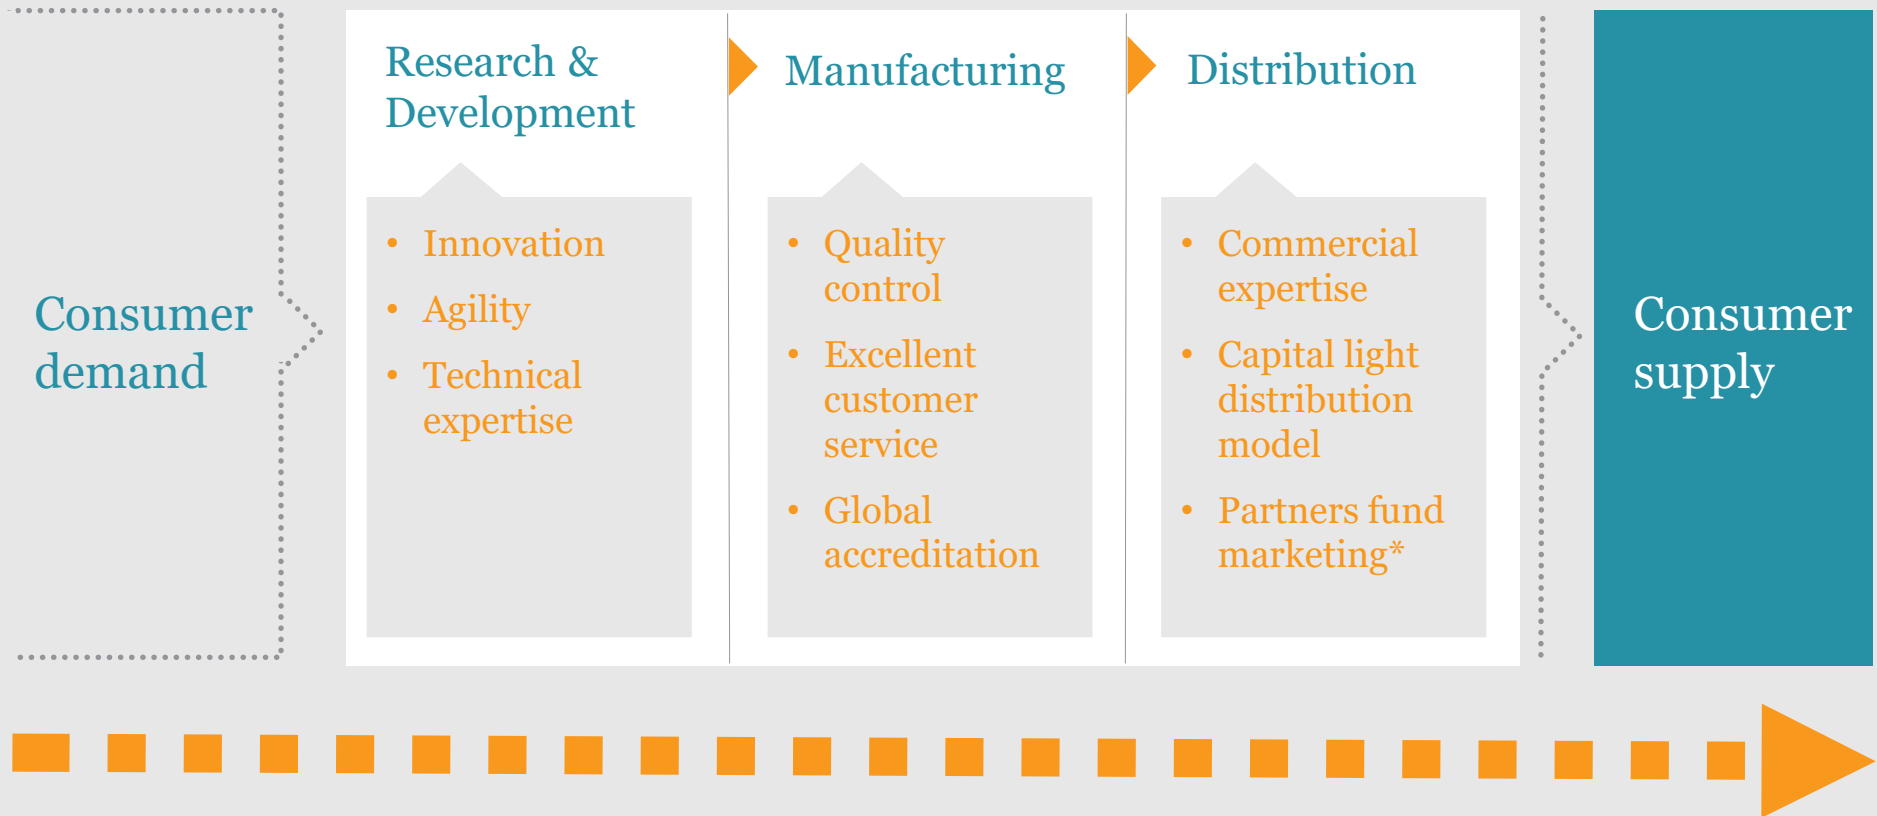 Consumer
demand
Research &
Development
• Innovation
• Agility
• Technical
expertise
Manufacturing
• Quality
control
• Excellent
customer
service
• Global
accreditation
Distribution
• Commercial
expertise
• Capital light
distribution
model
• Partners fund
marketing*
Consumer
supply